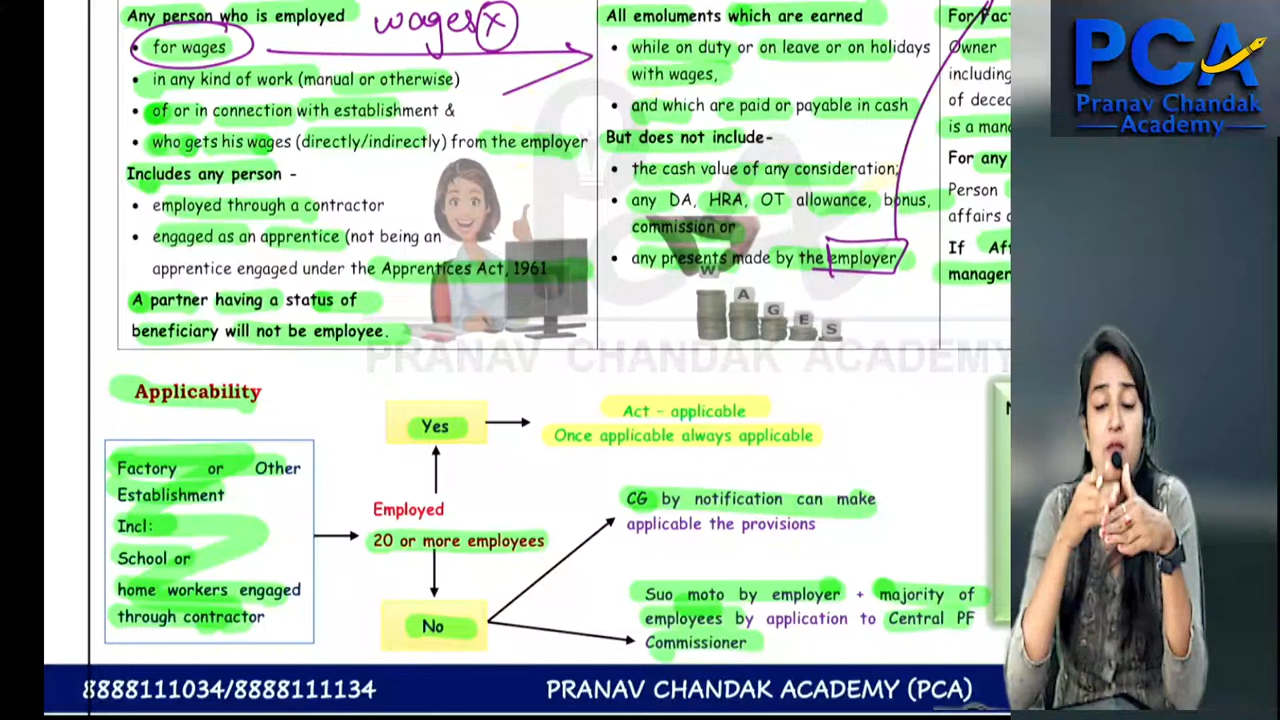 Any person who is employed
for wages
in any kind of work (manual or otherwise)
of or in connection with establishment &
who gets his wages (directly/indirectly) from the employer
Includes any person -
employed through a contractor
engaged as an apprentice (not being an
apprentice engaged under the Apprentices Act, 1961
A partner having a status of
beneficiary will not be employee.
wages x
All emoluments which are earned
while on duty or on leave or on holidays
with wages,
and which are paid or payable in cash
But does not include-
the cash value of any consideration;
any DA, HRA, OT allowance, bonus,
commission or
any presents made by the employer
W
A
G
E
S
For Fact
Owner
including
of dece
is a man
For any
Person
affairs
If Aff
manager
PCA
Pranav Chandak
Academy
PRANAV CHANDAK ACADEMY
Applicability
Factory or Other
Establishment
Incl:
School or
home workers engaged
through contractor
Employed
20 or more employees
Yes
Act - applicable
Once applicable always applicable
No
CG by notification can make
applicable the provisions
Suo moto by employer + majority of
employees by application to Central PF
Commissioner
8888111034/8888111134
PRANAV CHANDAK ACADEMY (PCA)